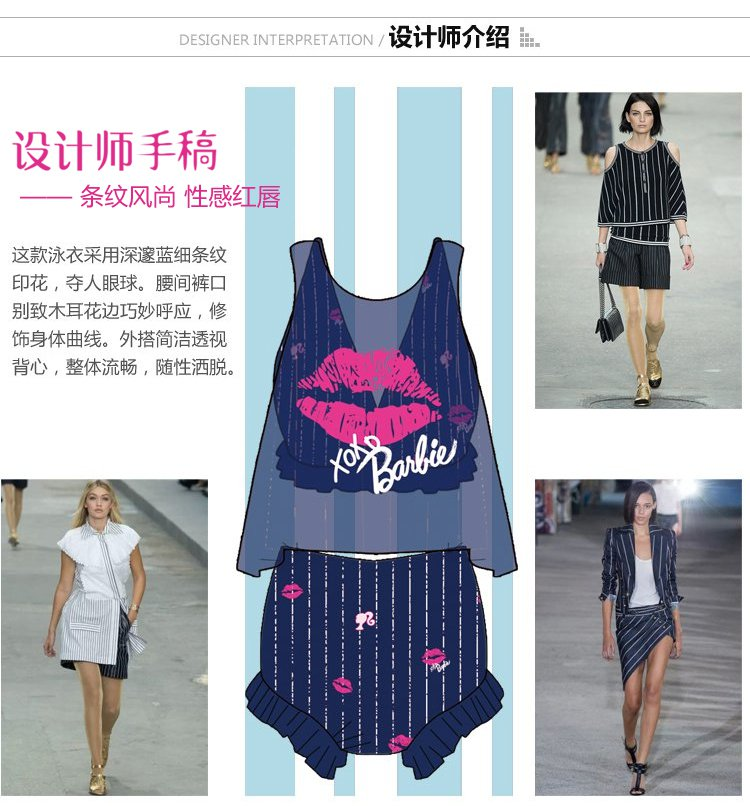 DESIGNER INTERPRETATION / 设计师介绍
设计师手稿
—— 条纹风尚 性感红唇
这款泳衣采用深邃蓝细条纹
印花，夺人眼球。腰间裤口
别致木耳花边巧妙呼应，修
饰身体曲线。外搭简洁透视
背心，整体流畅，随性洒脱。
XOXO
Barbie